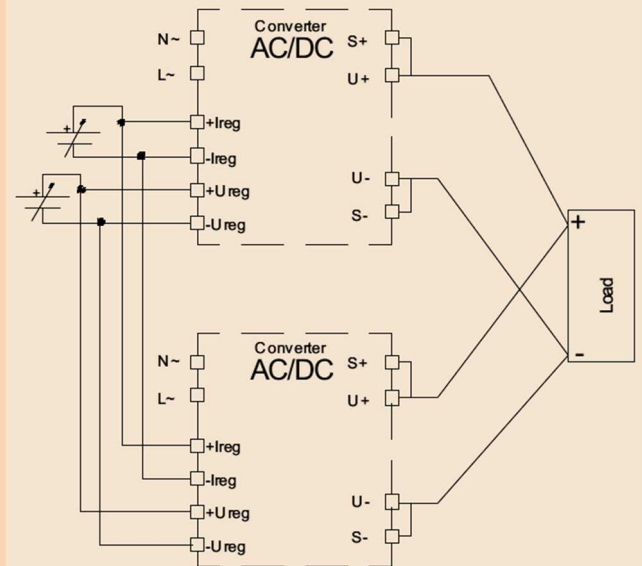 Converter
AC/DC
N~
L~
+Ireg
-Ireg
+Ureg
-Ureg
S+
U+
U-
S-
+
+
+
-
Load
Converter
AC/DC
N~
L~
+Ireg
-Ireg
+Ureg
-Ureg
S+
U+
U-
S-